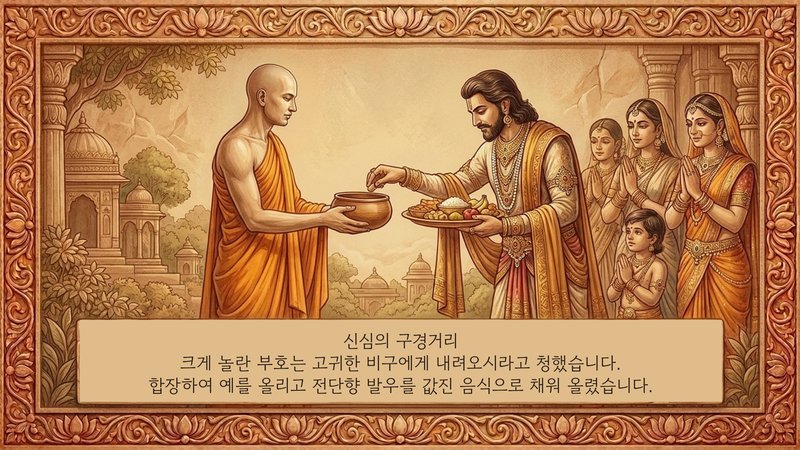 신심의 구경거리
크게 놀란 부호는 고귀한 비구에게 내려오시라고 청했습니다.
합장하여 예를 올리고 전단향 발우를 값진 음식으로 채워 올렸습니다.